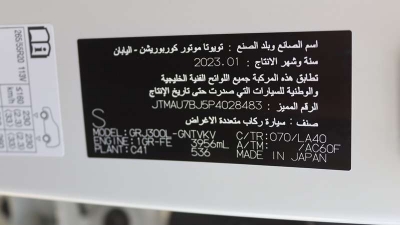 اسم الصانع وبلد الصنع : تويوتا موتور كوربوريشن - اليابان
سنة وشهر الانتاج : 2023.01
تطابق هذه المركبة جميع اللوائح الفنية الخليجية
والوطنية للسيارات التي صدرت حتى تاريخ الإنتاج
الرقم المميز : JTMAU7BJ5P4028483
صنف : سيارة ركاب متعددة الاغراض
S
MODEL: GRJ300L-GNTVKV C/TR: 070/LA40
ENGINE: 1GR-FE 3956mL A/TM: /AC60F
PLANT: C41 536 MADE IN JAPAN